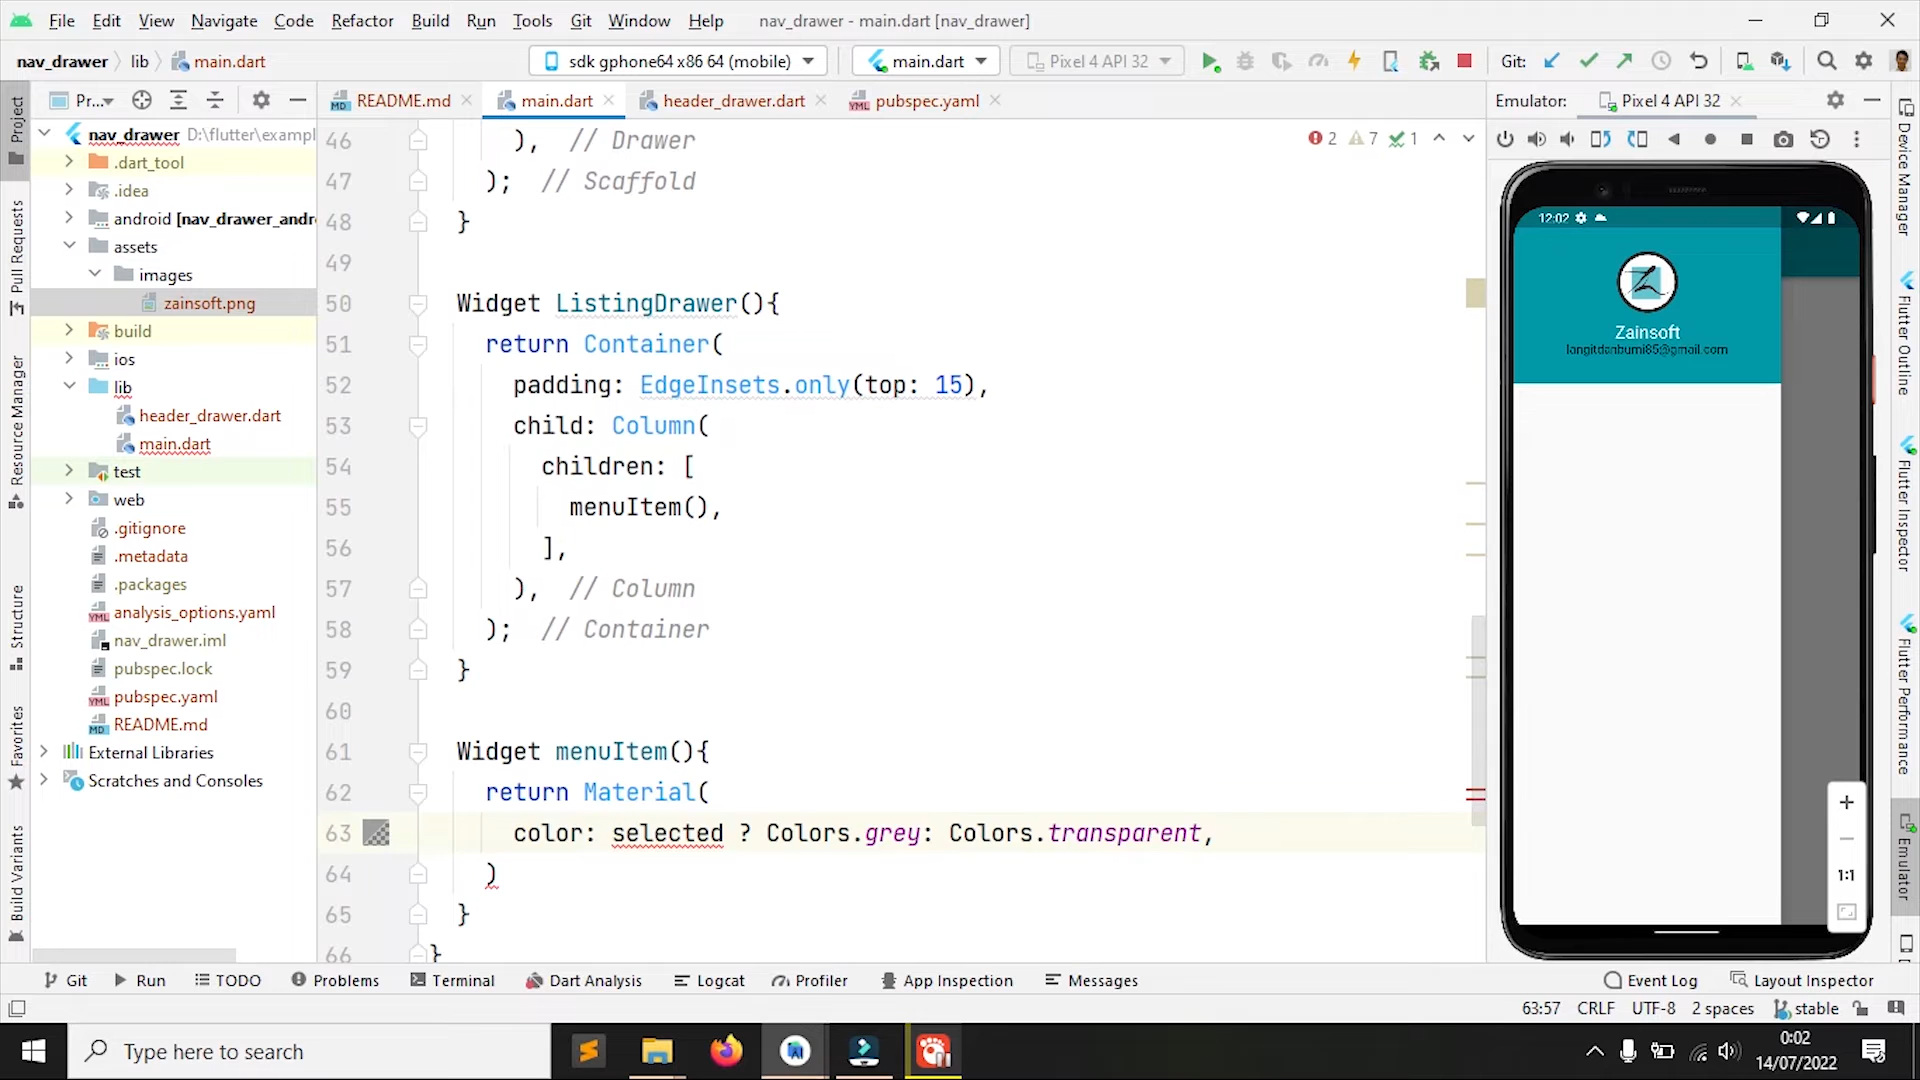 File Edit View Navigate Code Refactor Build Run Tools Git Window Help nav_drawer - main.dart [nav_drawer]
nav_drawer lib main.dart sdk gphone64 x86 64 (mobile) main.dart Pixel 4 API 32 Git:
Pr... README.md main.dart header_drawer.dart pubspec.yaml Emulator: Pixel 4 API 32
Project
Pull Requests
Resource Manager
Structure
Favorites
Build Variants
nav_drawer D:\flutter\exampl
.dart_tool
.idea
android [nav_drawer_andr
assets
images
zainsoft.png
build
ios
lib
header_drawer.dart
main.dart
test
web
.gitignore
.metadata
.packages
analysis_options.yaml
nav_drawer.iml
pubspec.lock
pubspec.yaml
README.md
External Libraries
Scratches and Consoles
2 7 1
46 ), // Drawer
47 ); // Scaffold
48 }
49
50 Widget ListingDrawer(){
51 return Container(
52 padding: EdgeInsets.only(top: 15),
53 child: Column(
54 children: [
55 menuItem(),
56 ],
57 ), // Column
58 ); // Container
59 }
60
61 Widget menuItem(){
62 return Material(
63 color: selected ? Colors.grey: Colors.transparent,
64 )
65 }
66 }
12:02
Zainsoft
langitdanbumi85@gmail.com
1:1
Device Manager
Flutter Outline
Flutter Inspector
Flutter Performance
Emulator
Git Run TODO Problems Terminal Dart Analysis Logcat Profiler App Inspection Messages Event Log Layout Inspector
63:57 CRLF UTF-8 2 spaces stable
Type here to search
0:02
14/07/2022